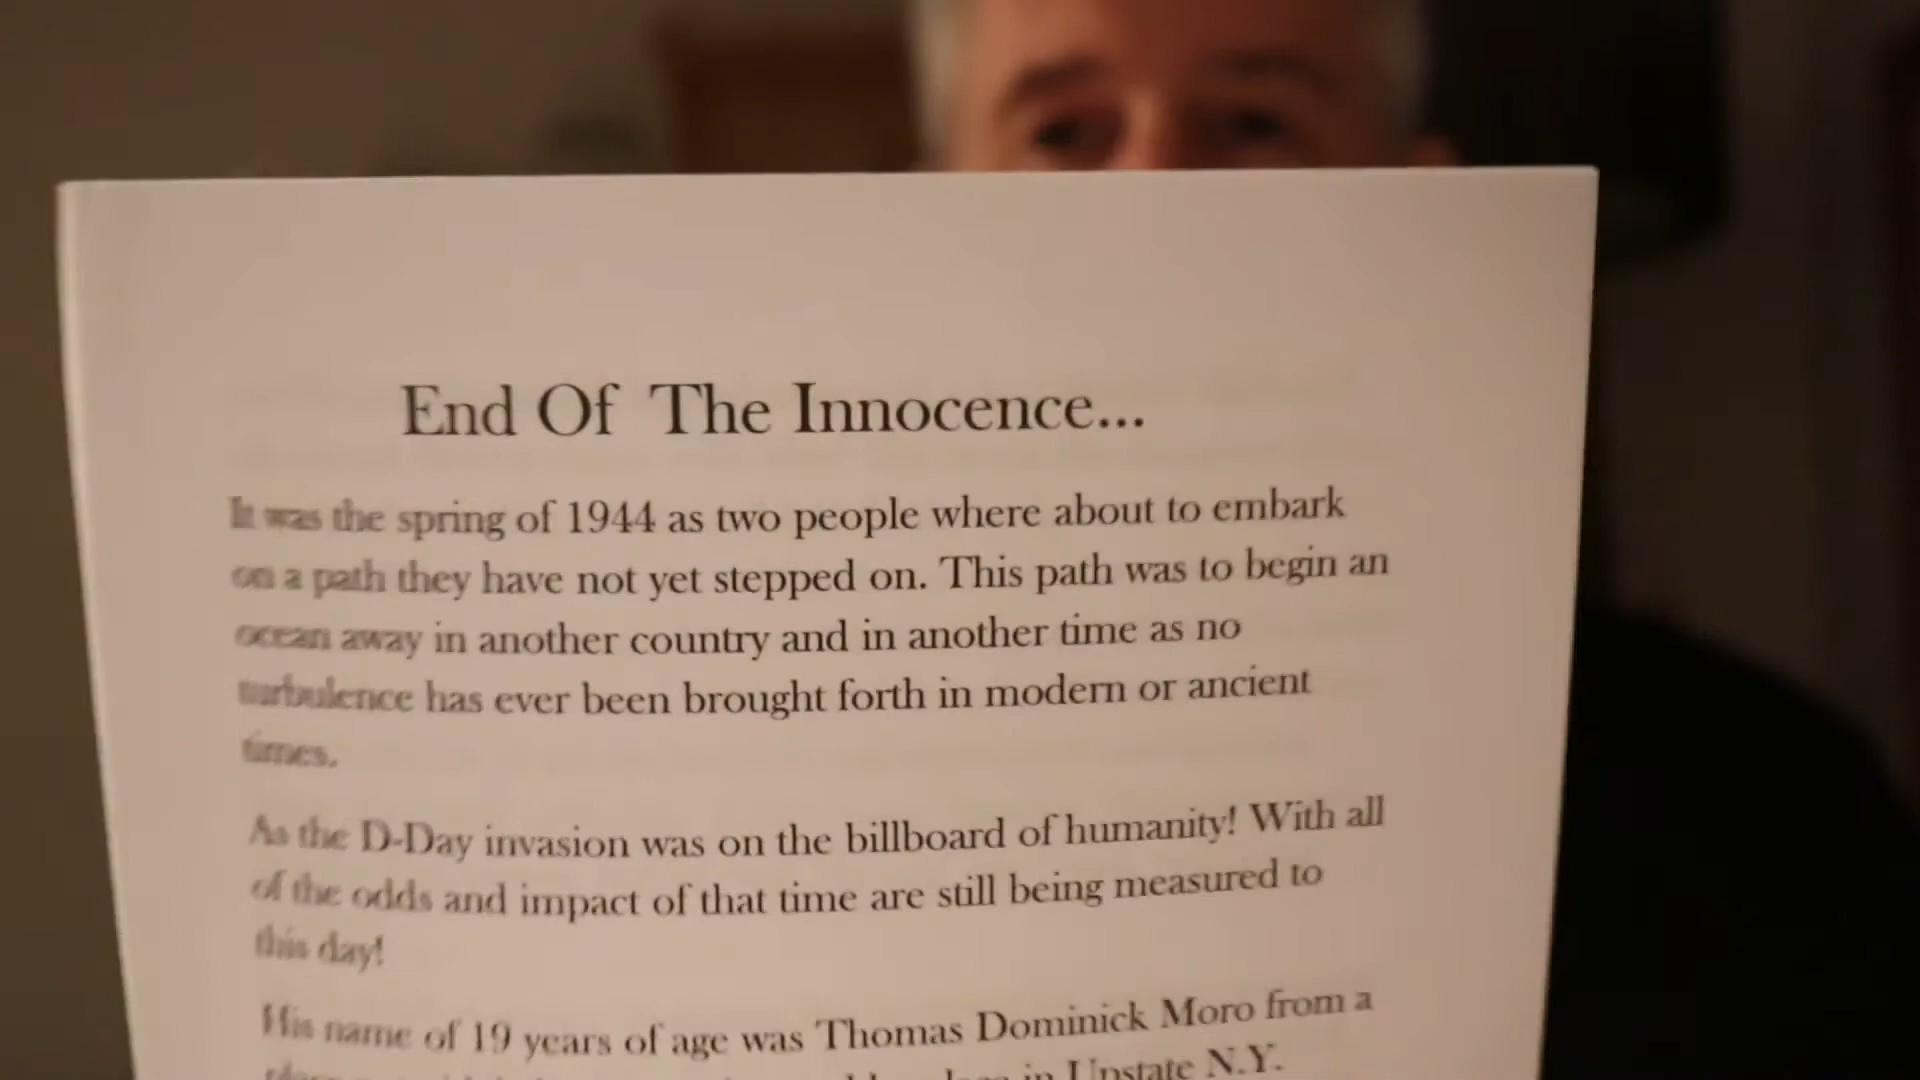 End Of The Innocence...
It was the spring of 1944 as two people where about to embark
on a path they have not yet stepped on. This path was to begin an
ocean away in another country and in another time as no
turbulence has ever been brought forth in modern or ancient
times.
As the D-Day invasion was on the billboard of humanity! With all
of the odds and impact of that time are still being measured to
this day!
His name of 19 years of age was Thomas Dominick Moro from a
in Upstate N.Y.